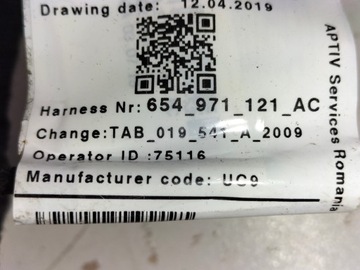 Drawing date: 12.04.2019
Harness Nr: 654_971_121_AC
Change:TAB_019_541_A_2009
Operator ID :75116
Manufacturer code: UC9
APTIV Services Romania